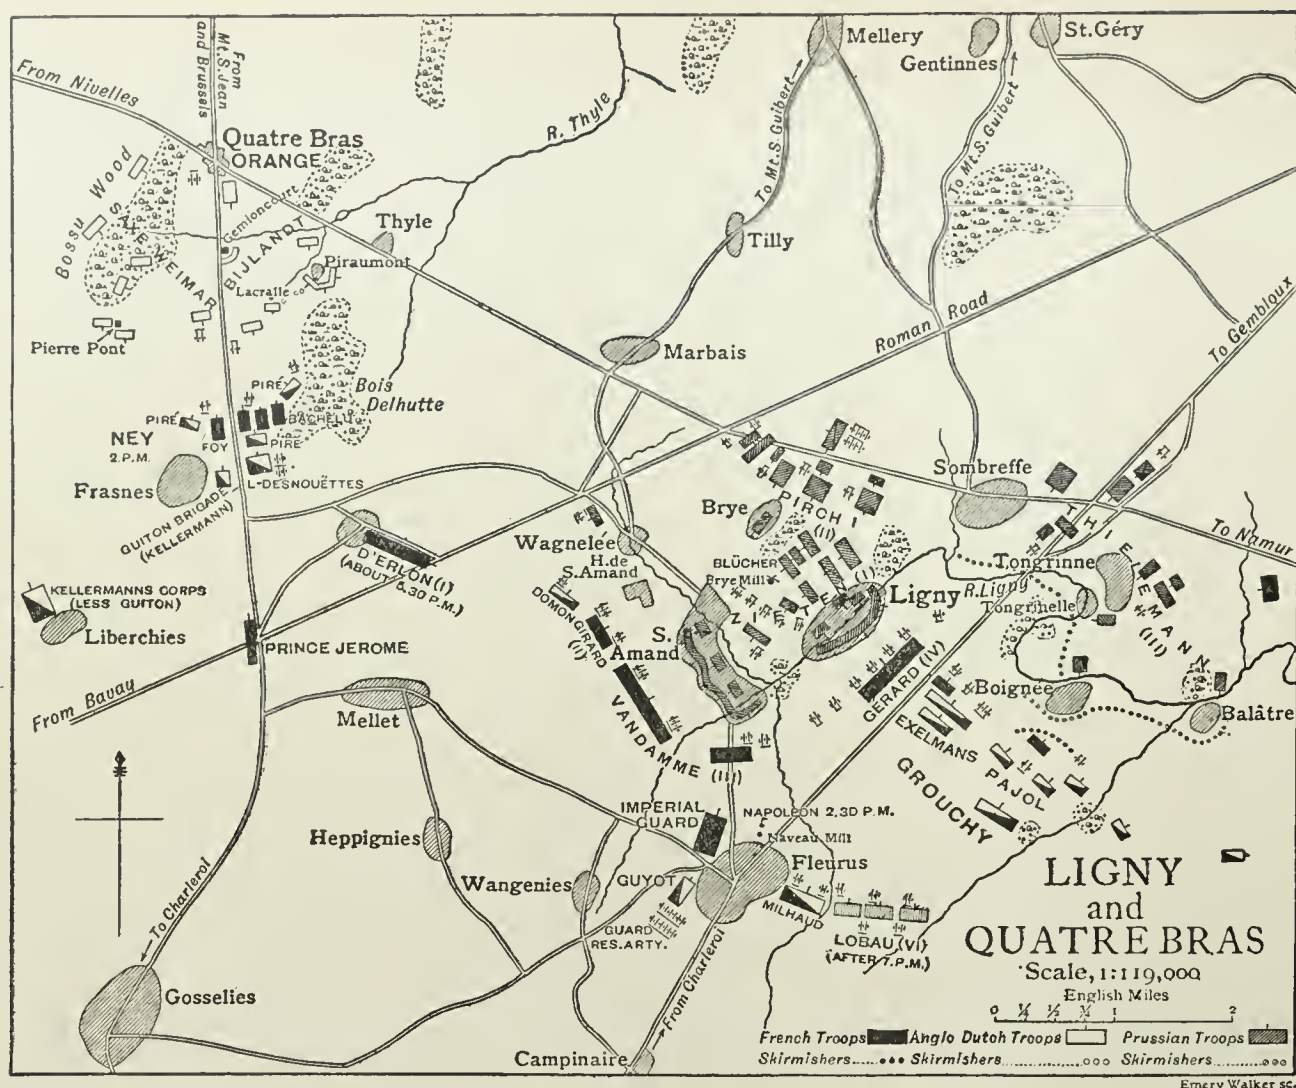 Mellery
St. Géry
Gentinnes
From Nivelles
From
Mt. S. Jean
and Brussels
To Mt. S. Guibert
To Mt. S. Guibert
R. Thyle
Quatre Bras
ORANGE
Bossu Wood
SAXE WEIMAR
Gemioncourt
BIJLANDT
Thyle
Piraumont
Lacraile
Tilly
Pierre Pont
Marbais
Roman Road
To Gembloux
PIRÉ
Bois
Delhutte
PIRÉ
BACHELU
NEY
2 P.M.
FOY
PIRÉ
Frasnes
L-DESNOUËTTES
GUITON BRIGADE
(KELLERMANN)
Sombreffe
Brye
PIRCH I
(II)
THIELEMANN
(III)
To Namur
D'ERLON (I)
(ABOUT
6.30 P.M.)
Wagnelée
H. de
S. Amand
BLÜCHER
Brye Mill
ZIETEN
(I)
Ligny
R. Ligny
Tongrinne
Tongrinelle
KELLERMANNS CORPS
(LESS GUITON)
Liberchies
DOMONGIRARD
(II)
S.
Amand
PRINCE JEROME
GERARD (IV)
Boignée
Balâtre
From Bavay
Mellet
VANDAMME (III)
EXELMANS
PAJOL
GROUCHY
IMPERIAL
GUARD
NAPOLEON 2.30 P.M.
Naveau Mill
Heppignies
Fleurus
Wangenies
GUYOT
MILHAUD
GUARD
RES. ARTY.
LOBAU (VI)
(AFTER 7. P.M.)
To Charleroi
From Charleroi
Gosselies
Campinaire
LIGNY
and
QUATRE BRAS
Scale, 1:119,000
English Miles
0 ¼ ½ ¾ 1 2
French Troops Anglo Dutch Troops Prussian Troops
Skirmishers Skirmishers Skirmishers
Emery Walker sc.